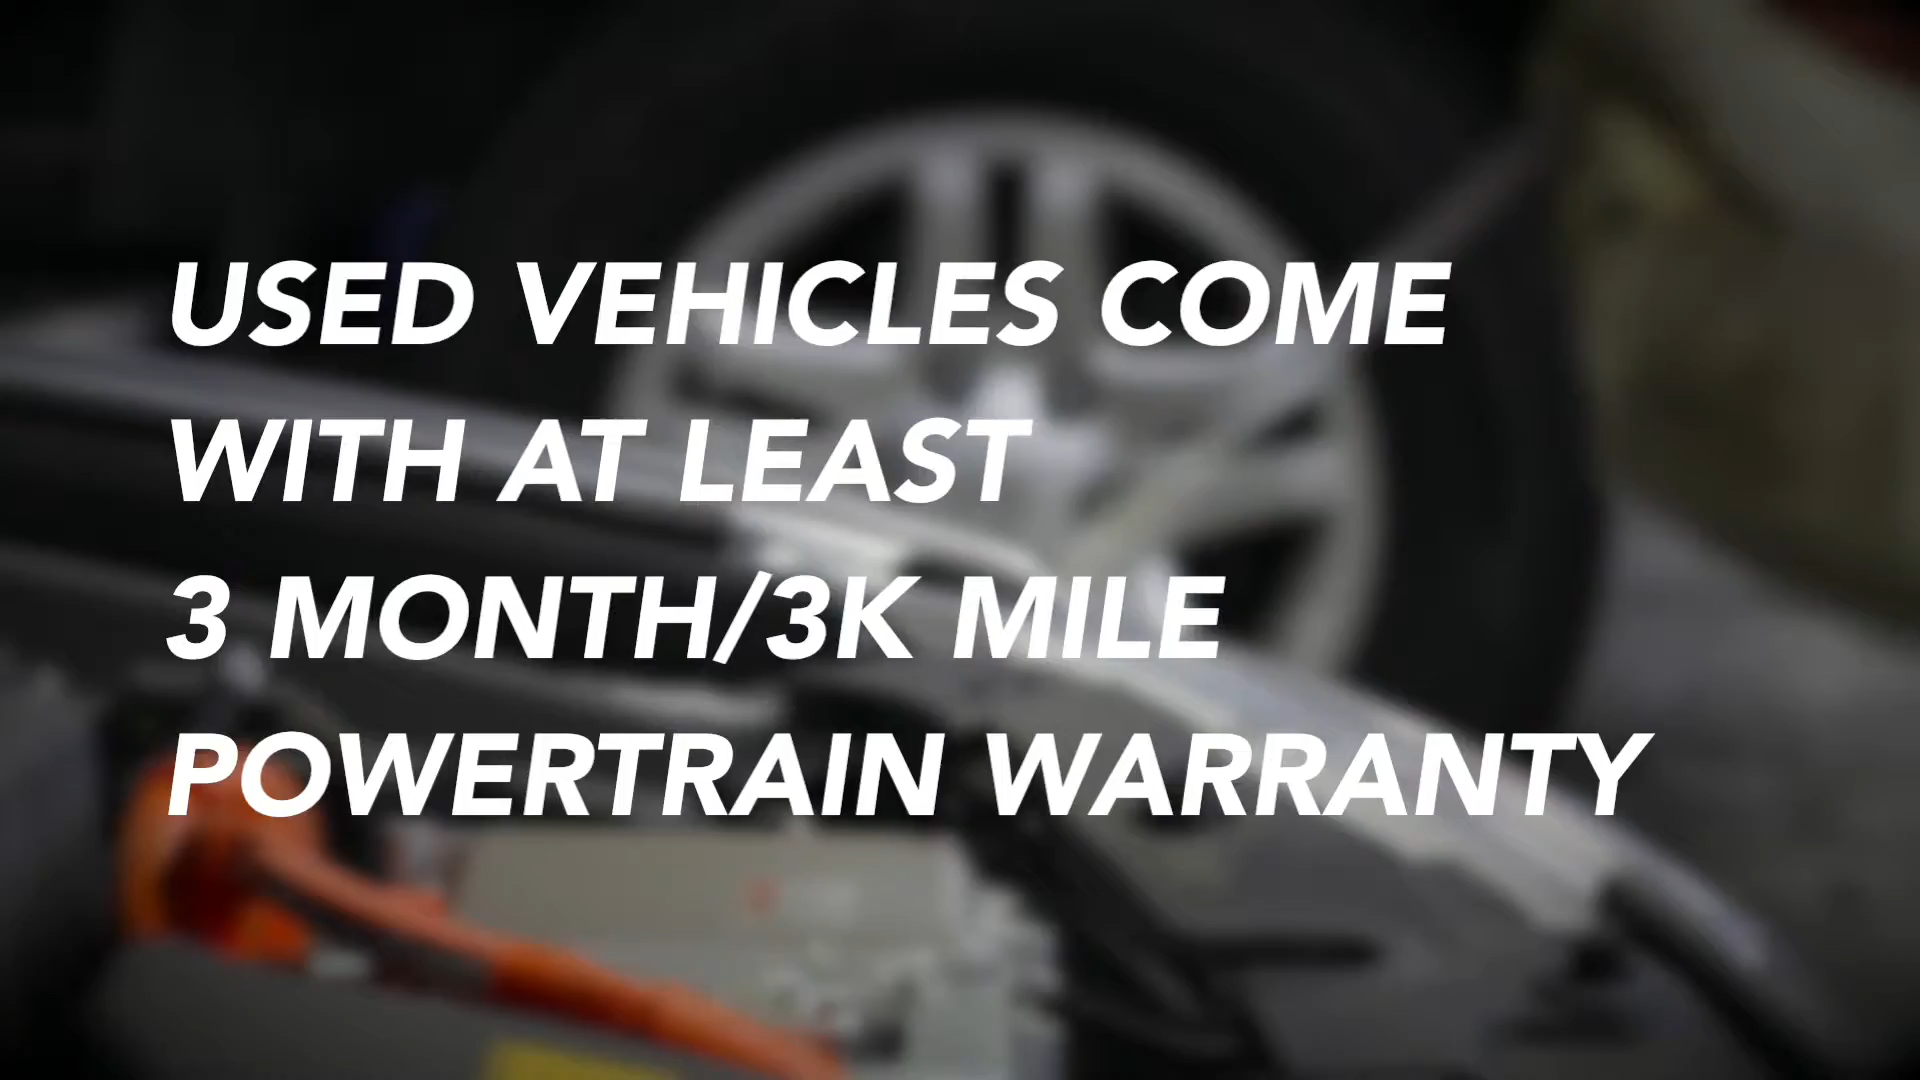 USED VEHICLES COME
WITH AT LEAST
3 MONTH/3K MILE
POWERTRAIN WARRANTY